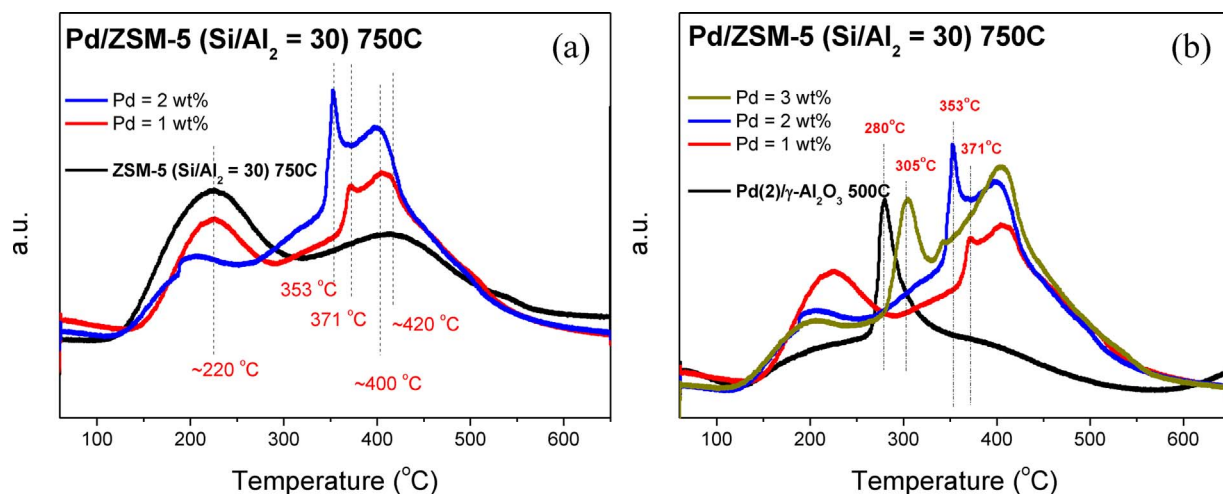 Pd/ZSM-5 (Si/Al₂ = 30) 750C
(a)
Pd = 2 wt%
Pd = 1 wt%
ZSM-5 (Si/Al₂ = 30) 750C
353 °C
371 °C
~420 °C
~220 °C
~400 °C
a.u.
100 200 300 400 500 600
Temperature (°C)
Pd/ZSM-5 (Si/Al₂ = 30) 750C
(b)
Pd = 3 wt%
Pd = 2 wt%
Pd = 1 wt%
Pd(2)/γ-Al₂O₃ 500C
353°C
280°C
371°C
305°C
a.u.
100 200 300 400 500 600
Temperature (°C)